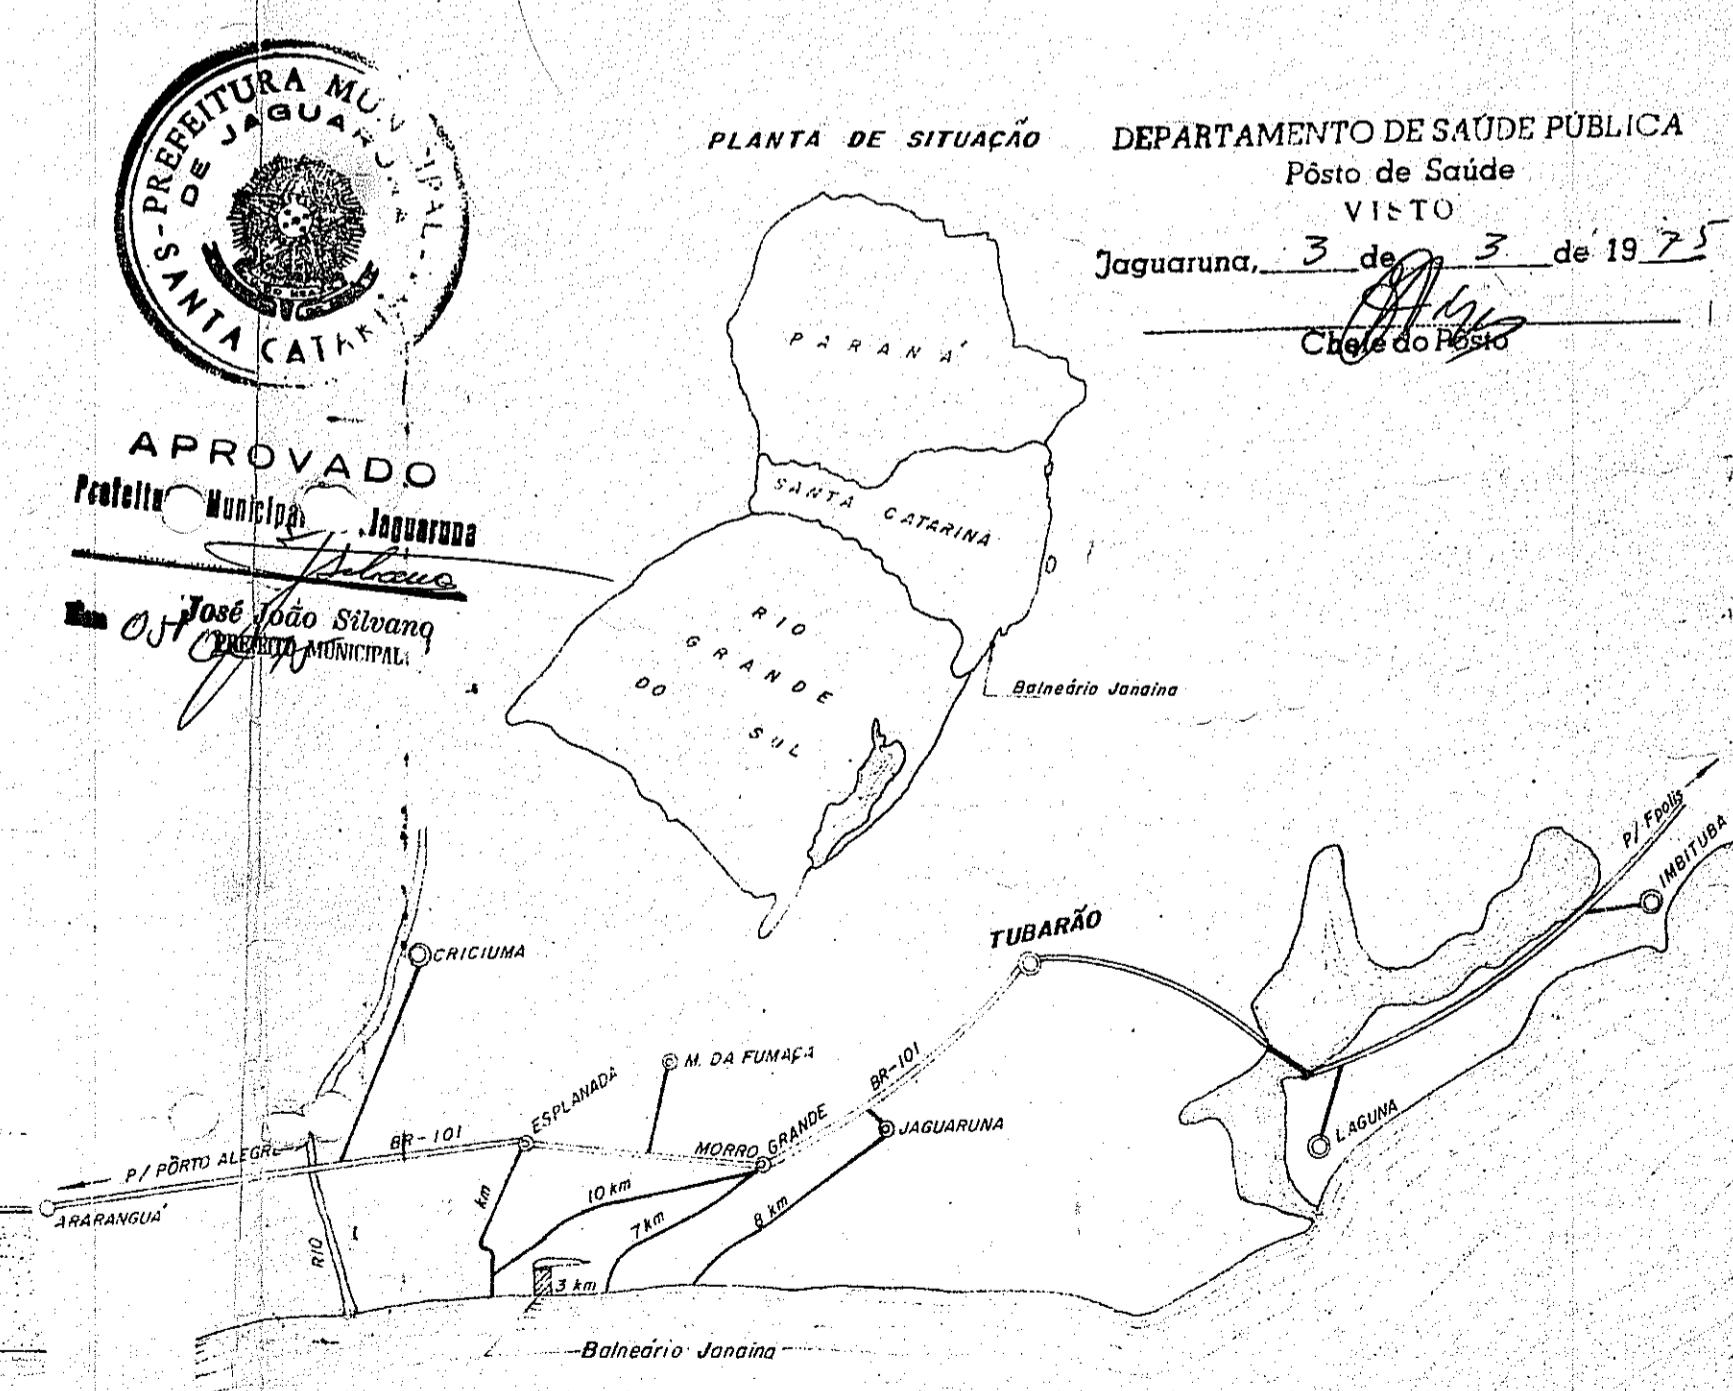 PREFEITURA MUNICIPAL
DE JAGUARUNA
- SANTA CATARINA
PLANTA DE SITUAÇÃO
DEPARTAMENTO DE SAÚDE PÚBLICA
Pôsto de Saúde
VISTO
Jaguaruna, 3 de 3 de 1975
Chefe do Pôsto
APROVADO
Prefeitura Municipal Jaguaruna
Em
José João Silvano
PREFEITO MUNICIPAL
PARANÁ
SANTA CATARINA
RIO
GRANDE
DO
SUL
Balneário Janaina
P/ Fpolis
IMBITUBA
TUBARÃO
CRICIUMA
M. DA FUMAÇA
ESPLANADA
BR-101
BR-101
MORRO GRANDE
JAGUARUNA
LAGUNA
P/ PÔRTO ALEGRE
ARARANGUÁ
RIO
km
10 km
7 km
8 km
3 km
Balneário Janaina